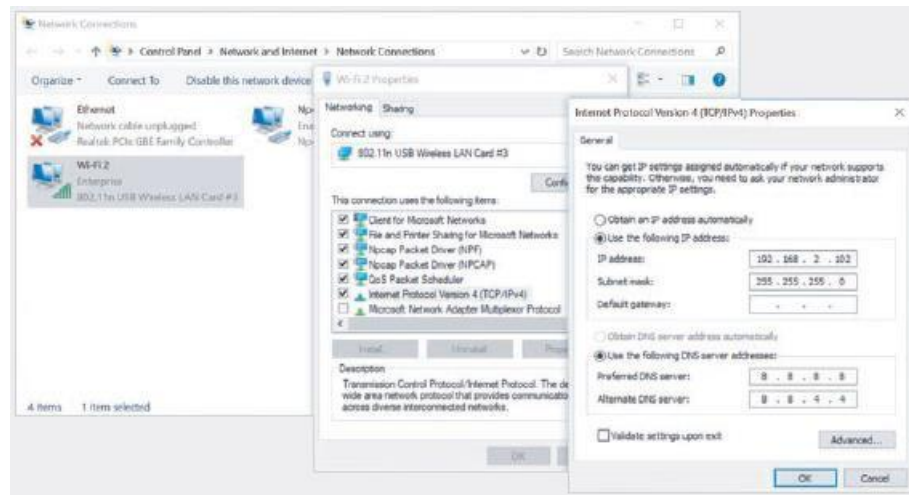 Network Connections
Control Panel > Network and Internet > Network Connections
Search Network Connections
Organize
Connect To
Disable this network device
Ethernet
Network cable unplugged
Realtek PCIe GBE Family Controller
Wi-Fi 2
Enterprise
802.11n USB Wireless LAN Card #3
4 items
1 item selected
Wi-Fi 2 Properties
Networking
Sharing
Connect using:
802.11n USB Wireless LAN Card #3
This connection uses the following items:
Client for Microsoft Networks
File and Printer Sharing for Microsoft Networks
Npcap Packet Driver (NPF)
Npcap Packet Driver (NPCAP)
QoS Packet Scheduler
Internet Protocol Version 4 (TCP/IPv4)
Microsoft Network Adapter Multiplexor Protocol
Install...
Uninstall
Description
Transmission Control Protocol/Internet Protocol. The de
wide area network protocol that provides communicatio
across diverse interconnected networks.
OK
Internet Protocol Version 4 (TCP/IPv4) Properties
General
You can get IP settings assigned automatically if your network supports
this capability. Otherwise, you need to ask your network administrator
for the appropriate IP settings.
Obtain an IP address automatically
Use the following IP address:
IP address:
192 . 168 . 2 . 102
Subnet mask:
255 . 255 . 255 . 0
Default gateway:
Obtain DNS server address automatically
Use the following DNS server addresses:
Preferred DNS server:
8 . 8 . 8 . 8
Alternate DNS server:
8 . 8 . 4 . 4
Validate settings upon exit
Advanced...
OK
Cancel